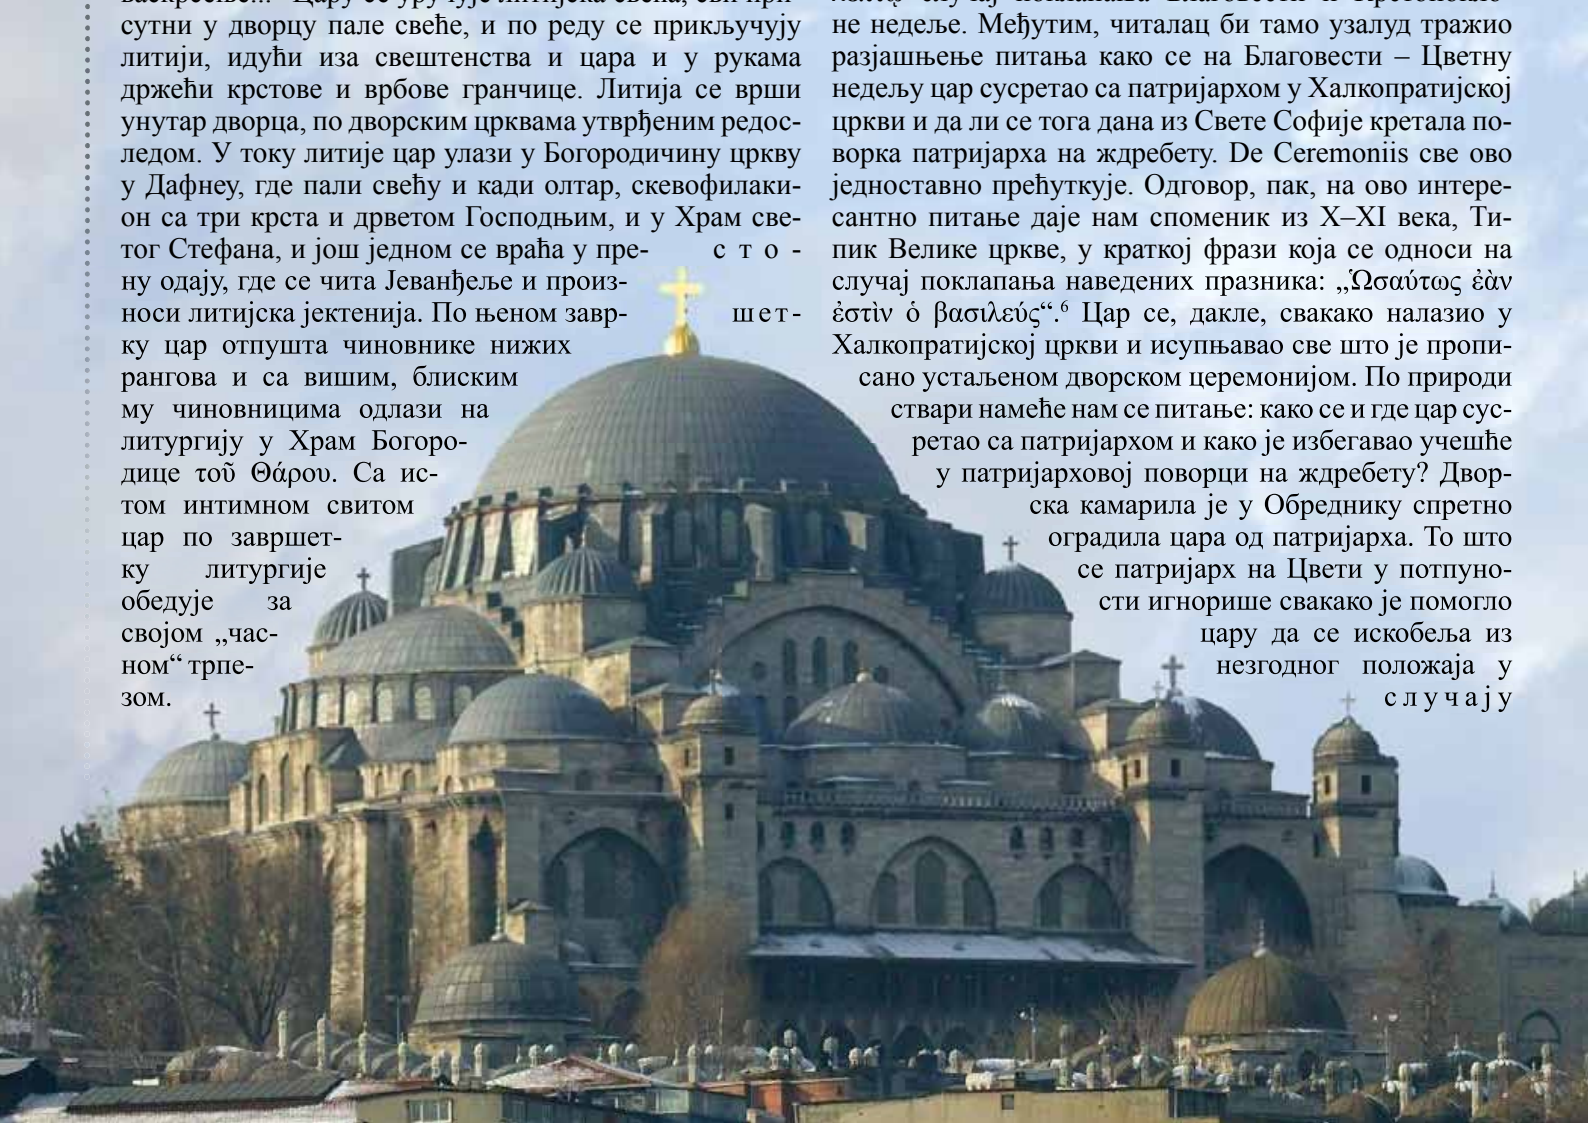 сутни у дворцу пале свеће, и по реду се прикључују
литији, идући иза свештенства и цара и у рукама
држећи крстове и врбове гранчице. Литија се врши
унутар дворца, по дворским црквама утврђеним редос-
ледом. У току литије цар улази у Богородичину цркву
у Дафнеу, где пали свећу и кади олтар, скевофилаки-
он са три крста и дрветом Господњим, и у Храм све-
тог Стефана, и још једном се враћа у пре- сто-
ну одају, где се чита Јеванђеље и произ-
носи литијска јектенија. По њеном завр- шет-
ку цар отпушта чиновнике нижих
рангова и са вишим, блиским
му чиновницима одлази на
литургију у Храм Богоро-
дице τοῦ Θάρου. Са ис-
том интимном свитом
цар по завршет-
ку литургије
обедује за
својом „час-
ном“ трпе-
зом.
не недеље. Међутим, читалац би тамо узалуд тражио
разјашњење питања како се на Благовести – Цветну
недељу цар сусретао са патријархом у Халкопратијској
цркви и да ли се тога дана из Свете Софије кретала по-
ворка патријарха на ждребету. De Ceremoniis све ово
једноставно прећуткује. Одговор, пак, на ово интере-
сантно питање даје нам споменик из X–XI века, Ти-
пик Велике цркве, у краткој фрази која се односи на
случај поклапања наведених празника: „Ὡσαύτως ἐὰν
ἐστὶν ὁ βασιλεύς“.⁶ Цар се, дакле, свакако налазио у
Халкопратијској цркви и исупњавао све што је пропи-
сано устаљеном дворском церемонијом. По природи
ствари намеће нам се питање: како се и где цар сус-
ретао са патријархом и како је избегавао учешће
у патријарховој поворци на ждребету? Двор-
ска камарила је у Обреднику спретно
оградила цара од патријарха. То што
се патријарх на Цвети у потпуно-
сти игнорише свакако је помогло
цару да се искобеља из
незгодног положаја у
случају